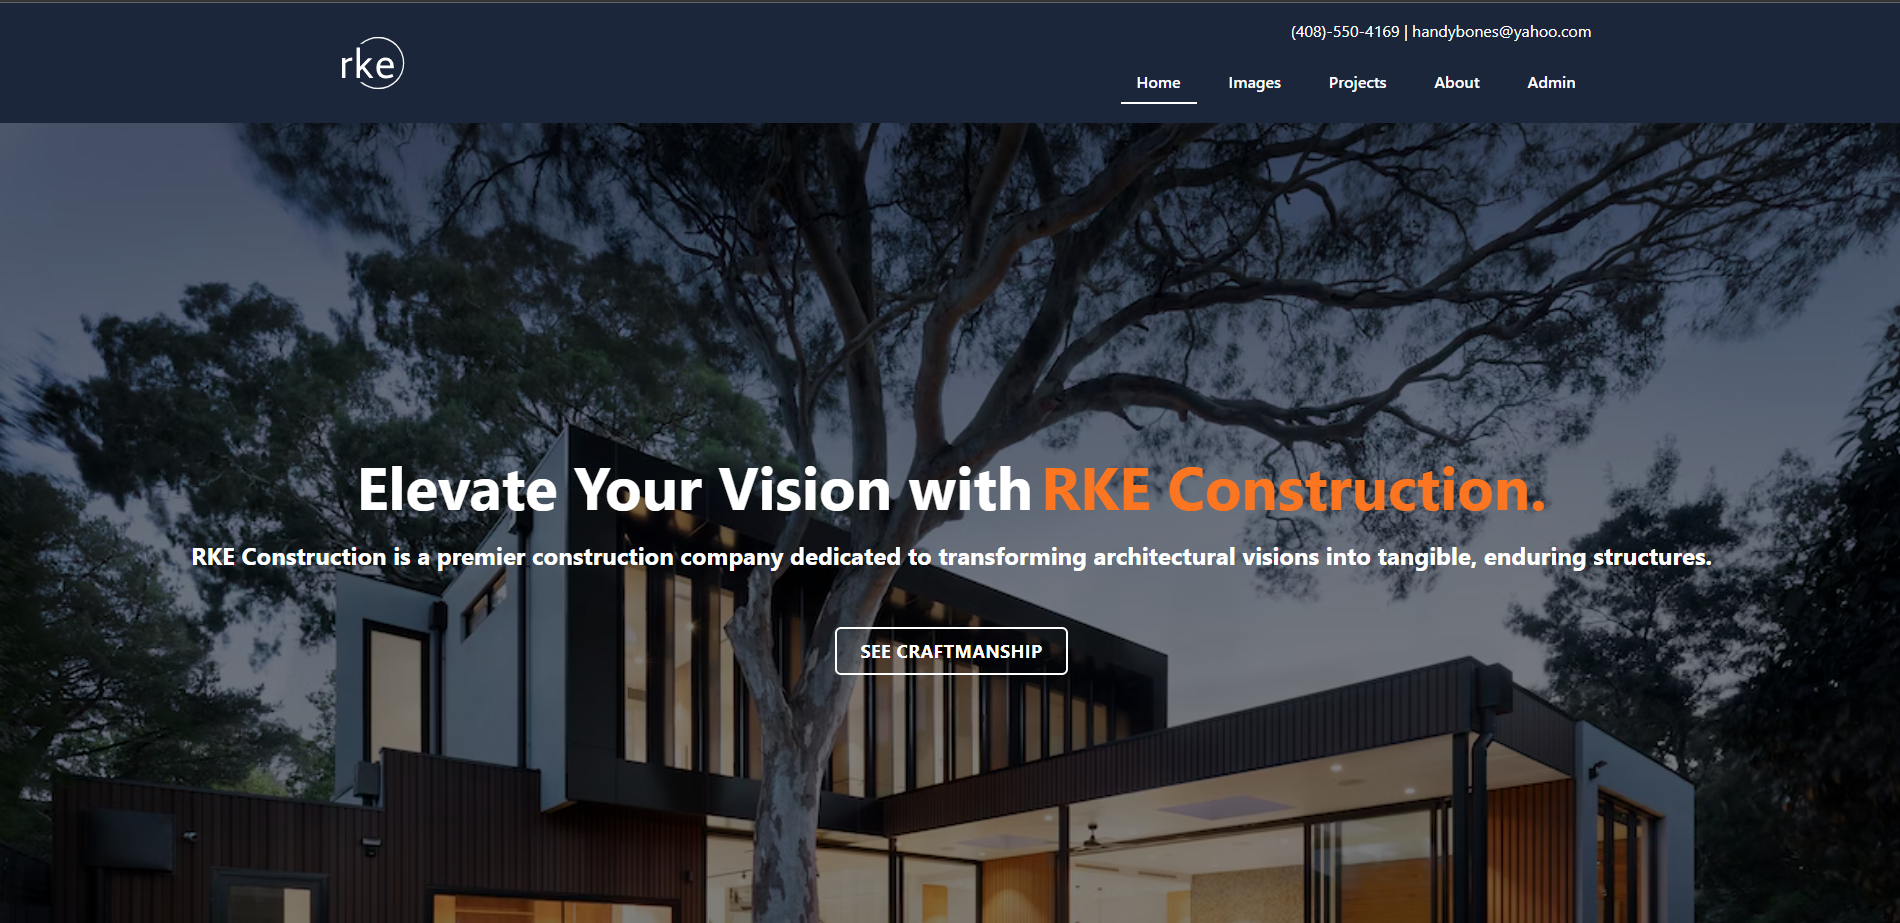 (408)-550-4169 | handybones@yahoo.com
rke
Home Images Projects About Admin
Elevate Your Vision with RKE Construction.
RKE Construction is a premier construction company dedicated to transforming architectural visions into tangible, enduring structures.
SEE CRAFTMANSHIP